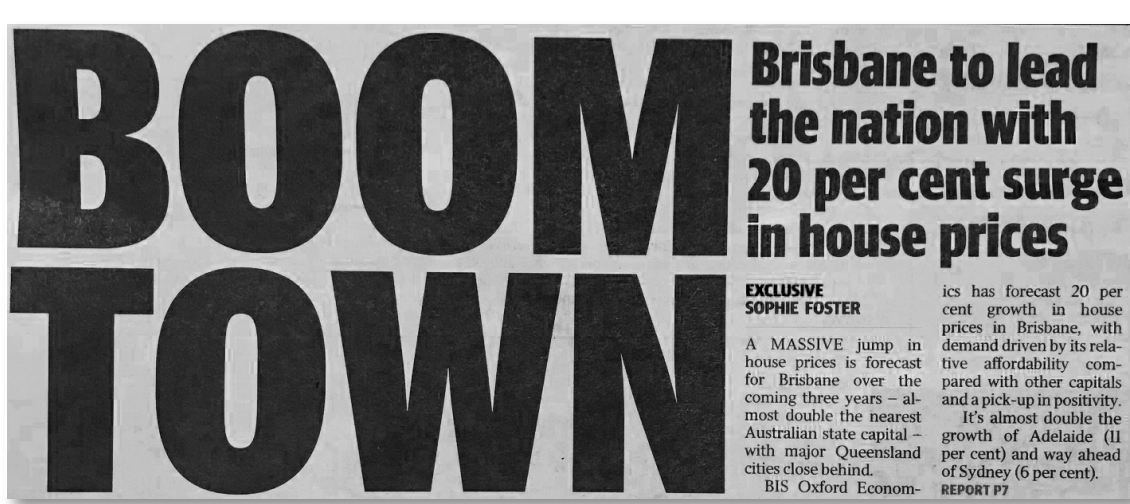 BOOM
TOWN
Brisbane to lead
the nation with
20 per cent surge
in house prices
EXCLUSIVE
SOPHIE FOSTER
A MASSIVE jump in
house prices is forecast
for Brisbane over the
coming three years – al-
most double the nearest
Australian state capital –
with major Queensland
cities close behind.
BIS Oxford Econom-
ics has forecast 20 per
cent growth in house
prices in Brisbane, with
demand driven by its rela-
tive affordability com-
pared with other capitals
and a pick-up in positivity.
It's almost double the
growth of Adelaide (11
per cent) and way ahead
of Sydney (6 per cent).
REPORT P7